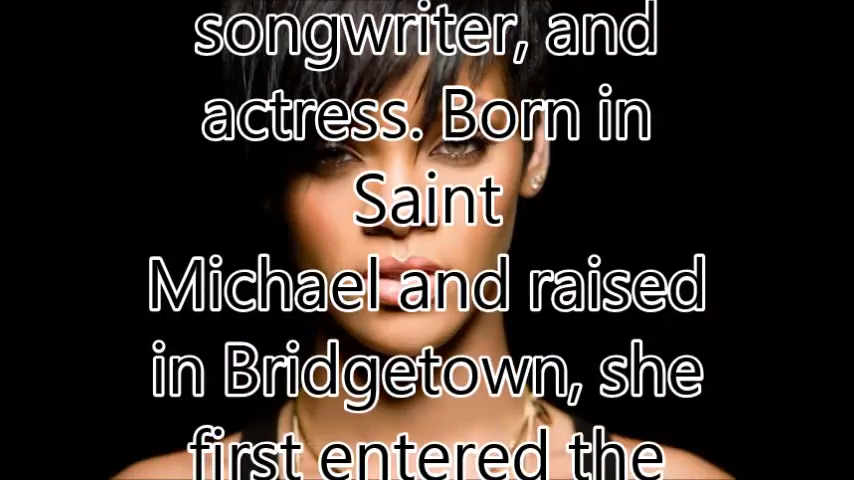 songwriter, and
actress. Born in
Saint
Michael and raised
in Bridgetown, she
first entered the